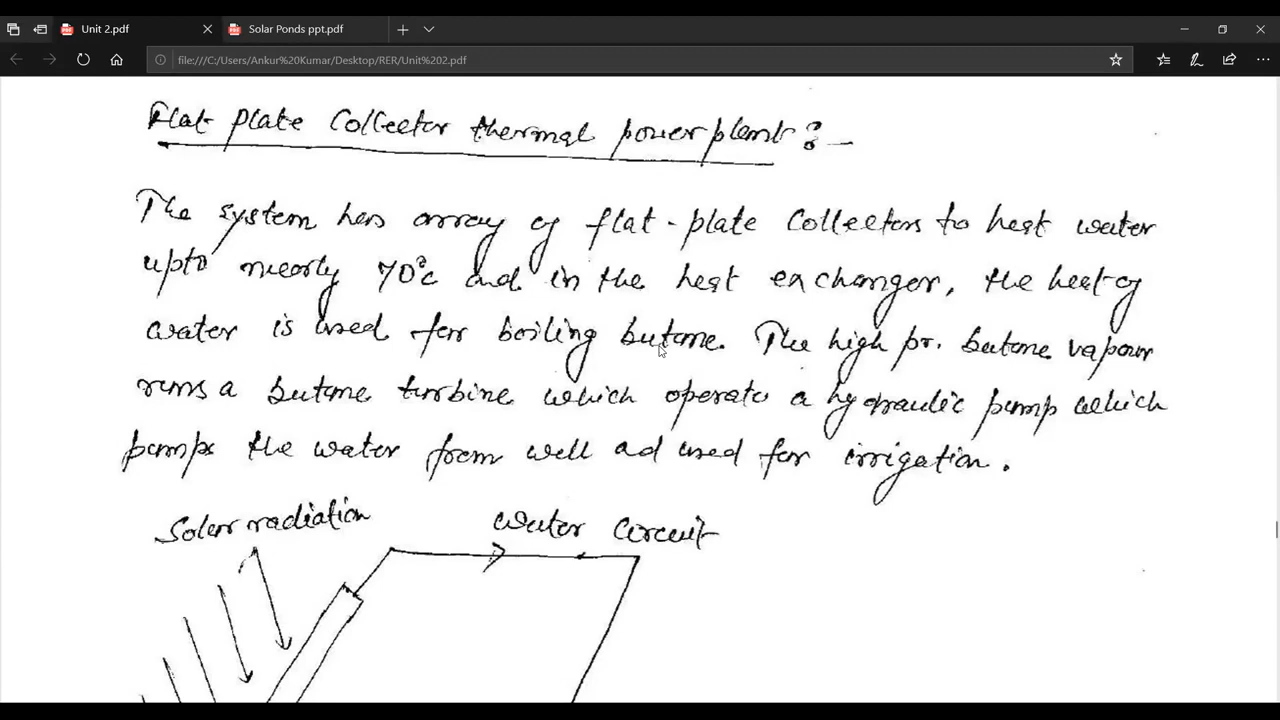 Unit 2.pdf
Solar Ponds ppt.pdf
file:///C:/Users/Ankur%20Kumar/Desktop/RER/Unit%202.pdf
Flat plate Collector thermal power plant :-
The system has array of flat-plate Collectors to heat water
upto nearly 70°c and in the heat exchanger, the heat of
water is used for boiling butane. The high pr. butane vapour
runs a butane turbine which operate a hydraulic pump which
pumps the water from well ad used for irrigation.
Solar radiation
water circuit